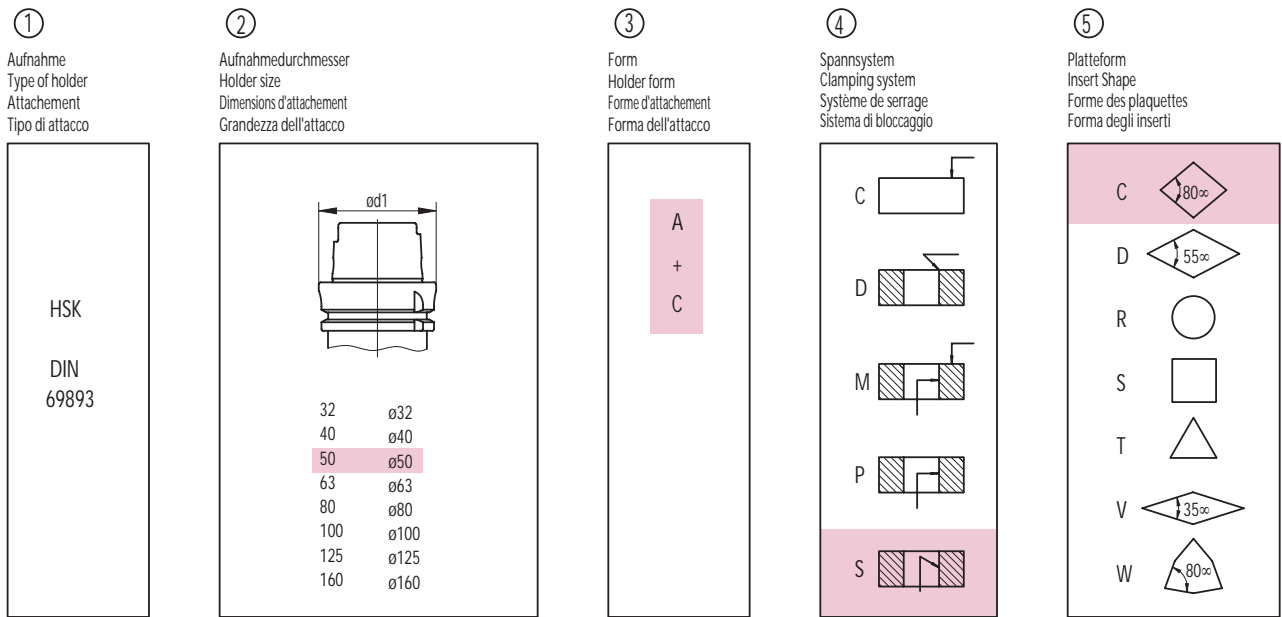 1
Aufnahme
Type of holder
Attachement
Tipo di attacco
HSK
DIN
69893
2
Aufnahmedurchmesser
Holder size
Dimensions d'attachement
Grandezza dell'attacco
ød1
32 ø32
40 ø40
50 ø50
63 ø63
80 ø80
100 ø100
125 ø125
160 ø160
3
Form
Holder form
Forme d'attachement
Forma dell'attacco
A
+
C
4
Spannsystem
Clamping system
Système de serrage
Sistema di bloccaggio
C
D
M
P
S
5
Platteform
Insert Shape
Forme des plaquettes
Forma degli inserti
C 80∞
D 55∞
R
S
T
V 35∞
W 80∞